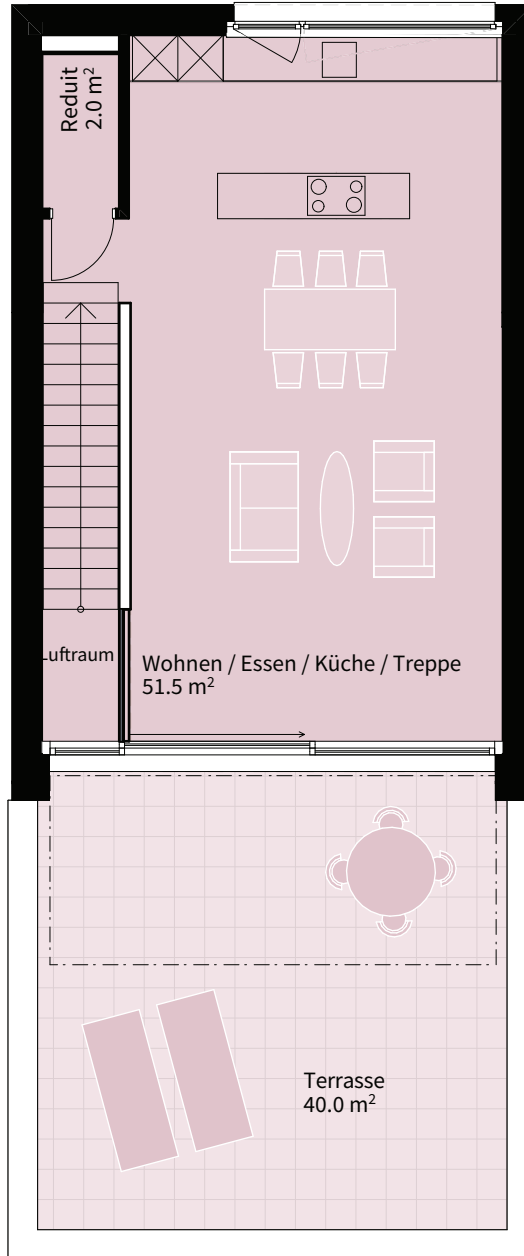 Reduit
2.0 m²
Luftraum
Wohnen / Essen / Küche / Treppe
51.5 m²
Terrasse
40.0 m²